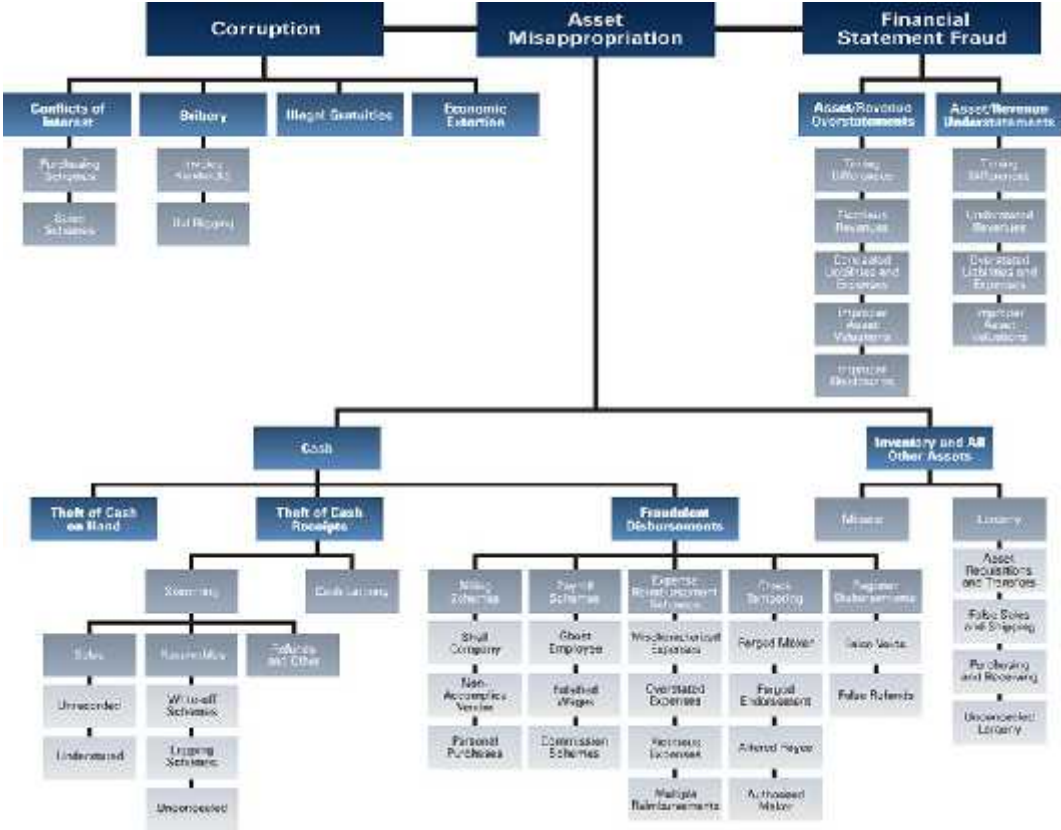 Corruption
Asset
Misappropriation
Financial
Statement Fraud
Conflicts of
Interest
Bribery
Illegal Gratuities
Economic
Extortion
Asset/Revenue
Overstatements
Asset/Revenue
Understatements
Purchasing
Schemes
Invoice
Kickbacks
Timing
Differences
Timing
Differences
Sales
Schemes
Bid Rigging
Fictitious
Revenues
Understated
Revenues
Concealed
Liabilities and
Expenses
Overstated
Liabilities and
Expenses
Improper
Asset
Valuations
Improper
Asset
Valuations
Improper
Disclosures
Cash
Inventory and All
Other Assets
Theft of Cash
on Hand
Theft of Cash
Receipts
Fraudulent
Disbursements
Misuse
Larceny
Skimming
Cash Larceny
Billing
Schemes
Payroll
Schemes
Expense
Reimbursement
Schemes
Check
Tampering
Register
Disbursements
Asset
Requisitions
and Transfers
Sales
Receivables
Refunds
and Other
Shell
Company
Ghost
Employee
Mischaracterized
Expenses
Forged Maker
False Voids
False Sales
and Shipping
Unrecorded
Write-off
Schemes
Non-
Accomplice
Vendor
Falsified
Wages
Overstated
Expenses
Forged
Endorsement
False Refunds
Purchasing
and Receiving
Understated
Lapping
Schemes
Personal
Purchases
Commission
Schemes
Fictitious
Expenses
Altered Payee
Unconcealed
Larceny
Unconcealed
Multiple
Reimbursements
Authorized
Maker